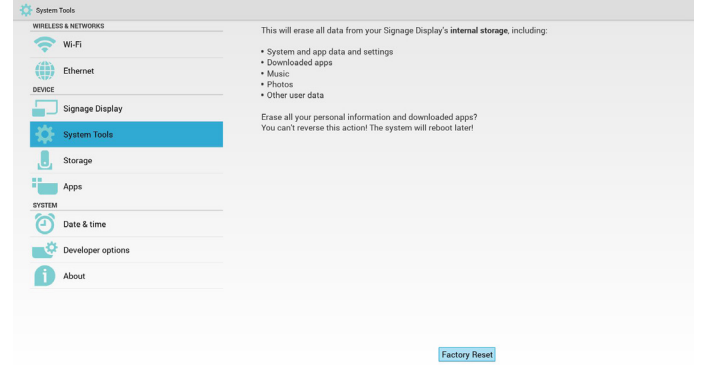 System Tools
WIRELESS & NETWORKS
Wi-Fi
Ethernet
DEVICE
Signage Display
System Tools
Storage
Apps
SYSTEM
Date & time
Developer options
About
This will erase all data from your Signage Display's internal storage, including:
• System and app data and settings
• Downloaded apps
• Music
• Photos
• Other user data
Erase all your personal information and downloaded apps?
You can't reverse this action! The system will reboot later!
Factory Reset